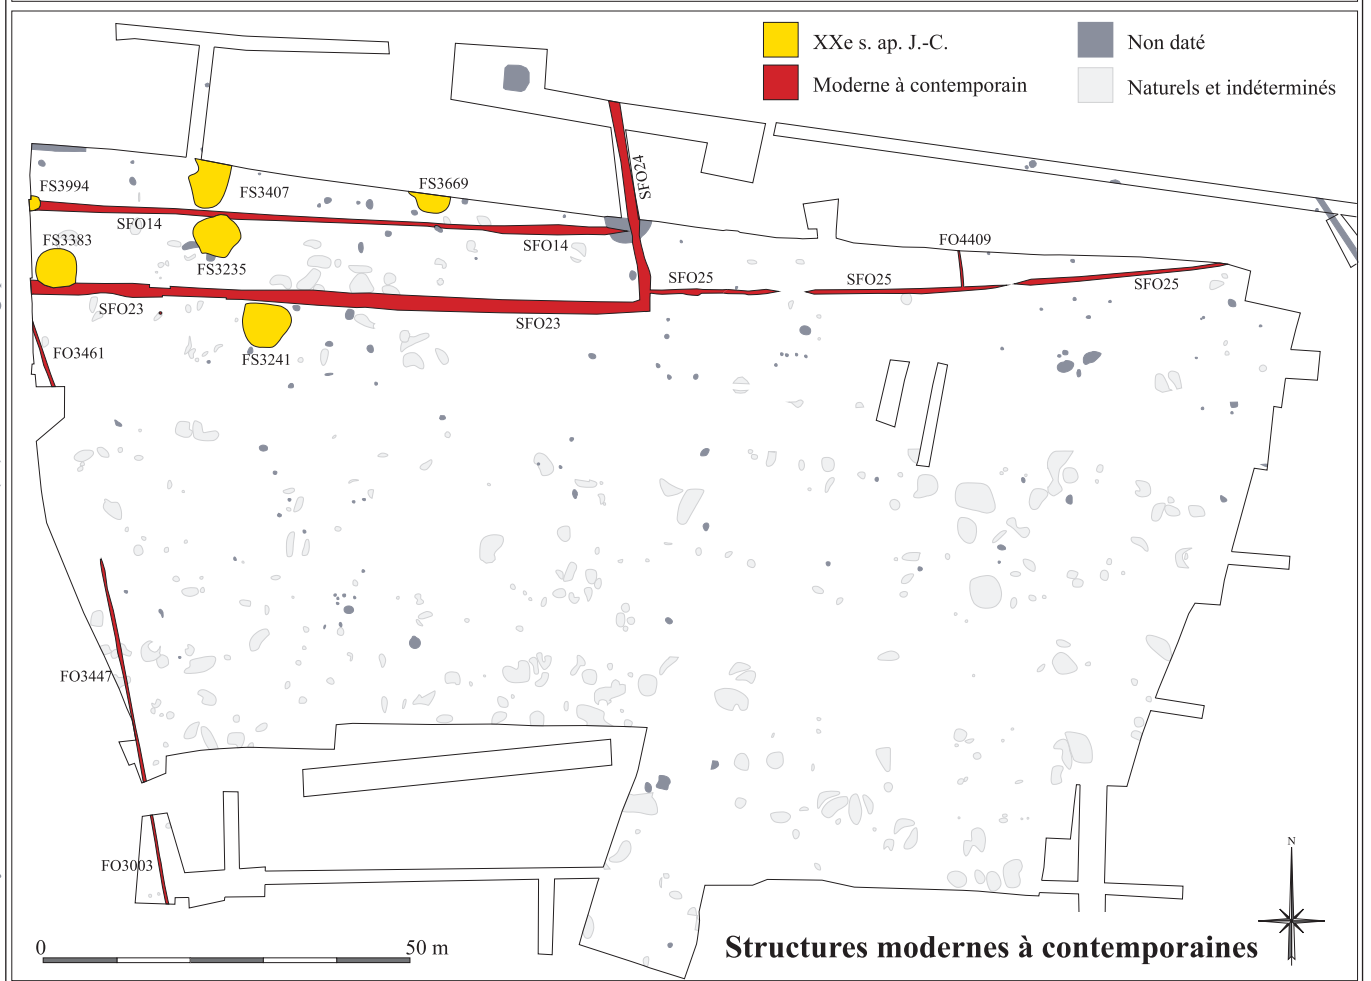 XXe s. ap. J.-C.
Non daté
Moderne à contemporain
Naturels et indéterminés
FS3994
FS3407
FS3669
SFO24
SFO14
SFO14
FS3383
FS3235
FO4409
SFO25
SFO25
SFO25
SFO23
SFO23
FO3461
FS3241
FO3447
FO3003
N
0
50 m
Structures modernes à contemporaines